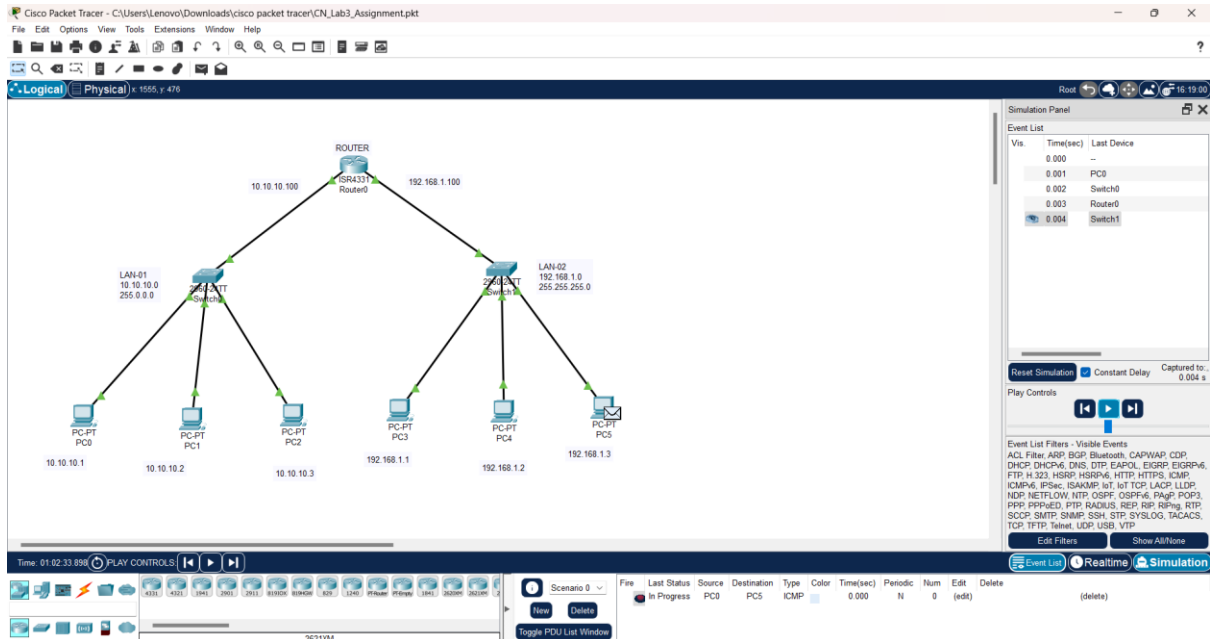 Cisco Packet Tracer - C:\Users\Lenovo\Downloads\cisco packet tracer\CN_Lab3_Assignment.pkt
File Edit Options View Tools Extensions Window Help
?
Logical Physical x: 1555, y: 476
Root 16:19:00
ROUTER
ISR4331
Router0
10.10.10.100
192.168.1.100
LAN-01
10.10.10.0
255.0.0.0
2960-24TT
Switch0
LAN-02
192.168.1.0
255.255.255.0
2960-24TT
Switch1
PC-PT
PC0
PC-PT
PC1
PC-PT
PC2
PC-PT
PC3
PC-PT
PC4
PC-PT
PC5
10.10.10.1
10.10.10.2
10.10.10.3
192.168.1.1
192.168.1.2
192.168.1.3
Simulation Panel
Event List
Vis. Time(sec) Last Device
0.000 --
0.001 PC0
0.002 Switch0
0.003 Router0
0.004 Switch1
Reset Simulation Constant Delay Captured to:
0.004 s
Play Controls
Event List Filters - Visible Events
ACL Filter, ARP, BGP, Bluetooth, CAPWAP, CDP,
DHCP, DHCPv6, DNS, DTP, EAPOL, EIGRP, EIGRPv6,
FTP, H.323, HSRP, HSRPv6, HTTP, HTTPS, ICMP,
ICMPv6, IPSec, ISAKMP, IoT, IoT TCP, LACP, LLDP,
NDP, NETFLOW, NTP, OSPF, OSPFv6, PAgP, POP3,
PPP, PPPoED, PTP, RADIUS, REP, RIP, RIPng, RTP,
SCCP, SMTP, SNMP, SSH, STP, SYSLOG, TACACS,
TCP, TFTP, Telnet, UDP, USB, VTP
Edit Filters Show All/None
Time: 01:02:33.898 PLAY CONTROLS:
Event List Realtime Simulation
4331 4321 1941 2901 2911 819IOX 819HGW 829 1240 PT-Router PT-Empty 1841 2620XM 2621XM 2
2621XM
Scenario 0
New Delete
Toggle PDU List Window
Fire Last Status Source Destination Type Color Time(sec) Periodic Num Edit Delete
In Progress PC0 PC5 ICMP 0.000 N 0 (edit) (delete)